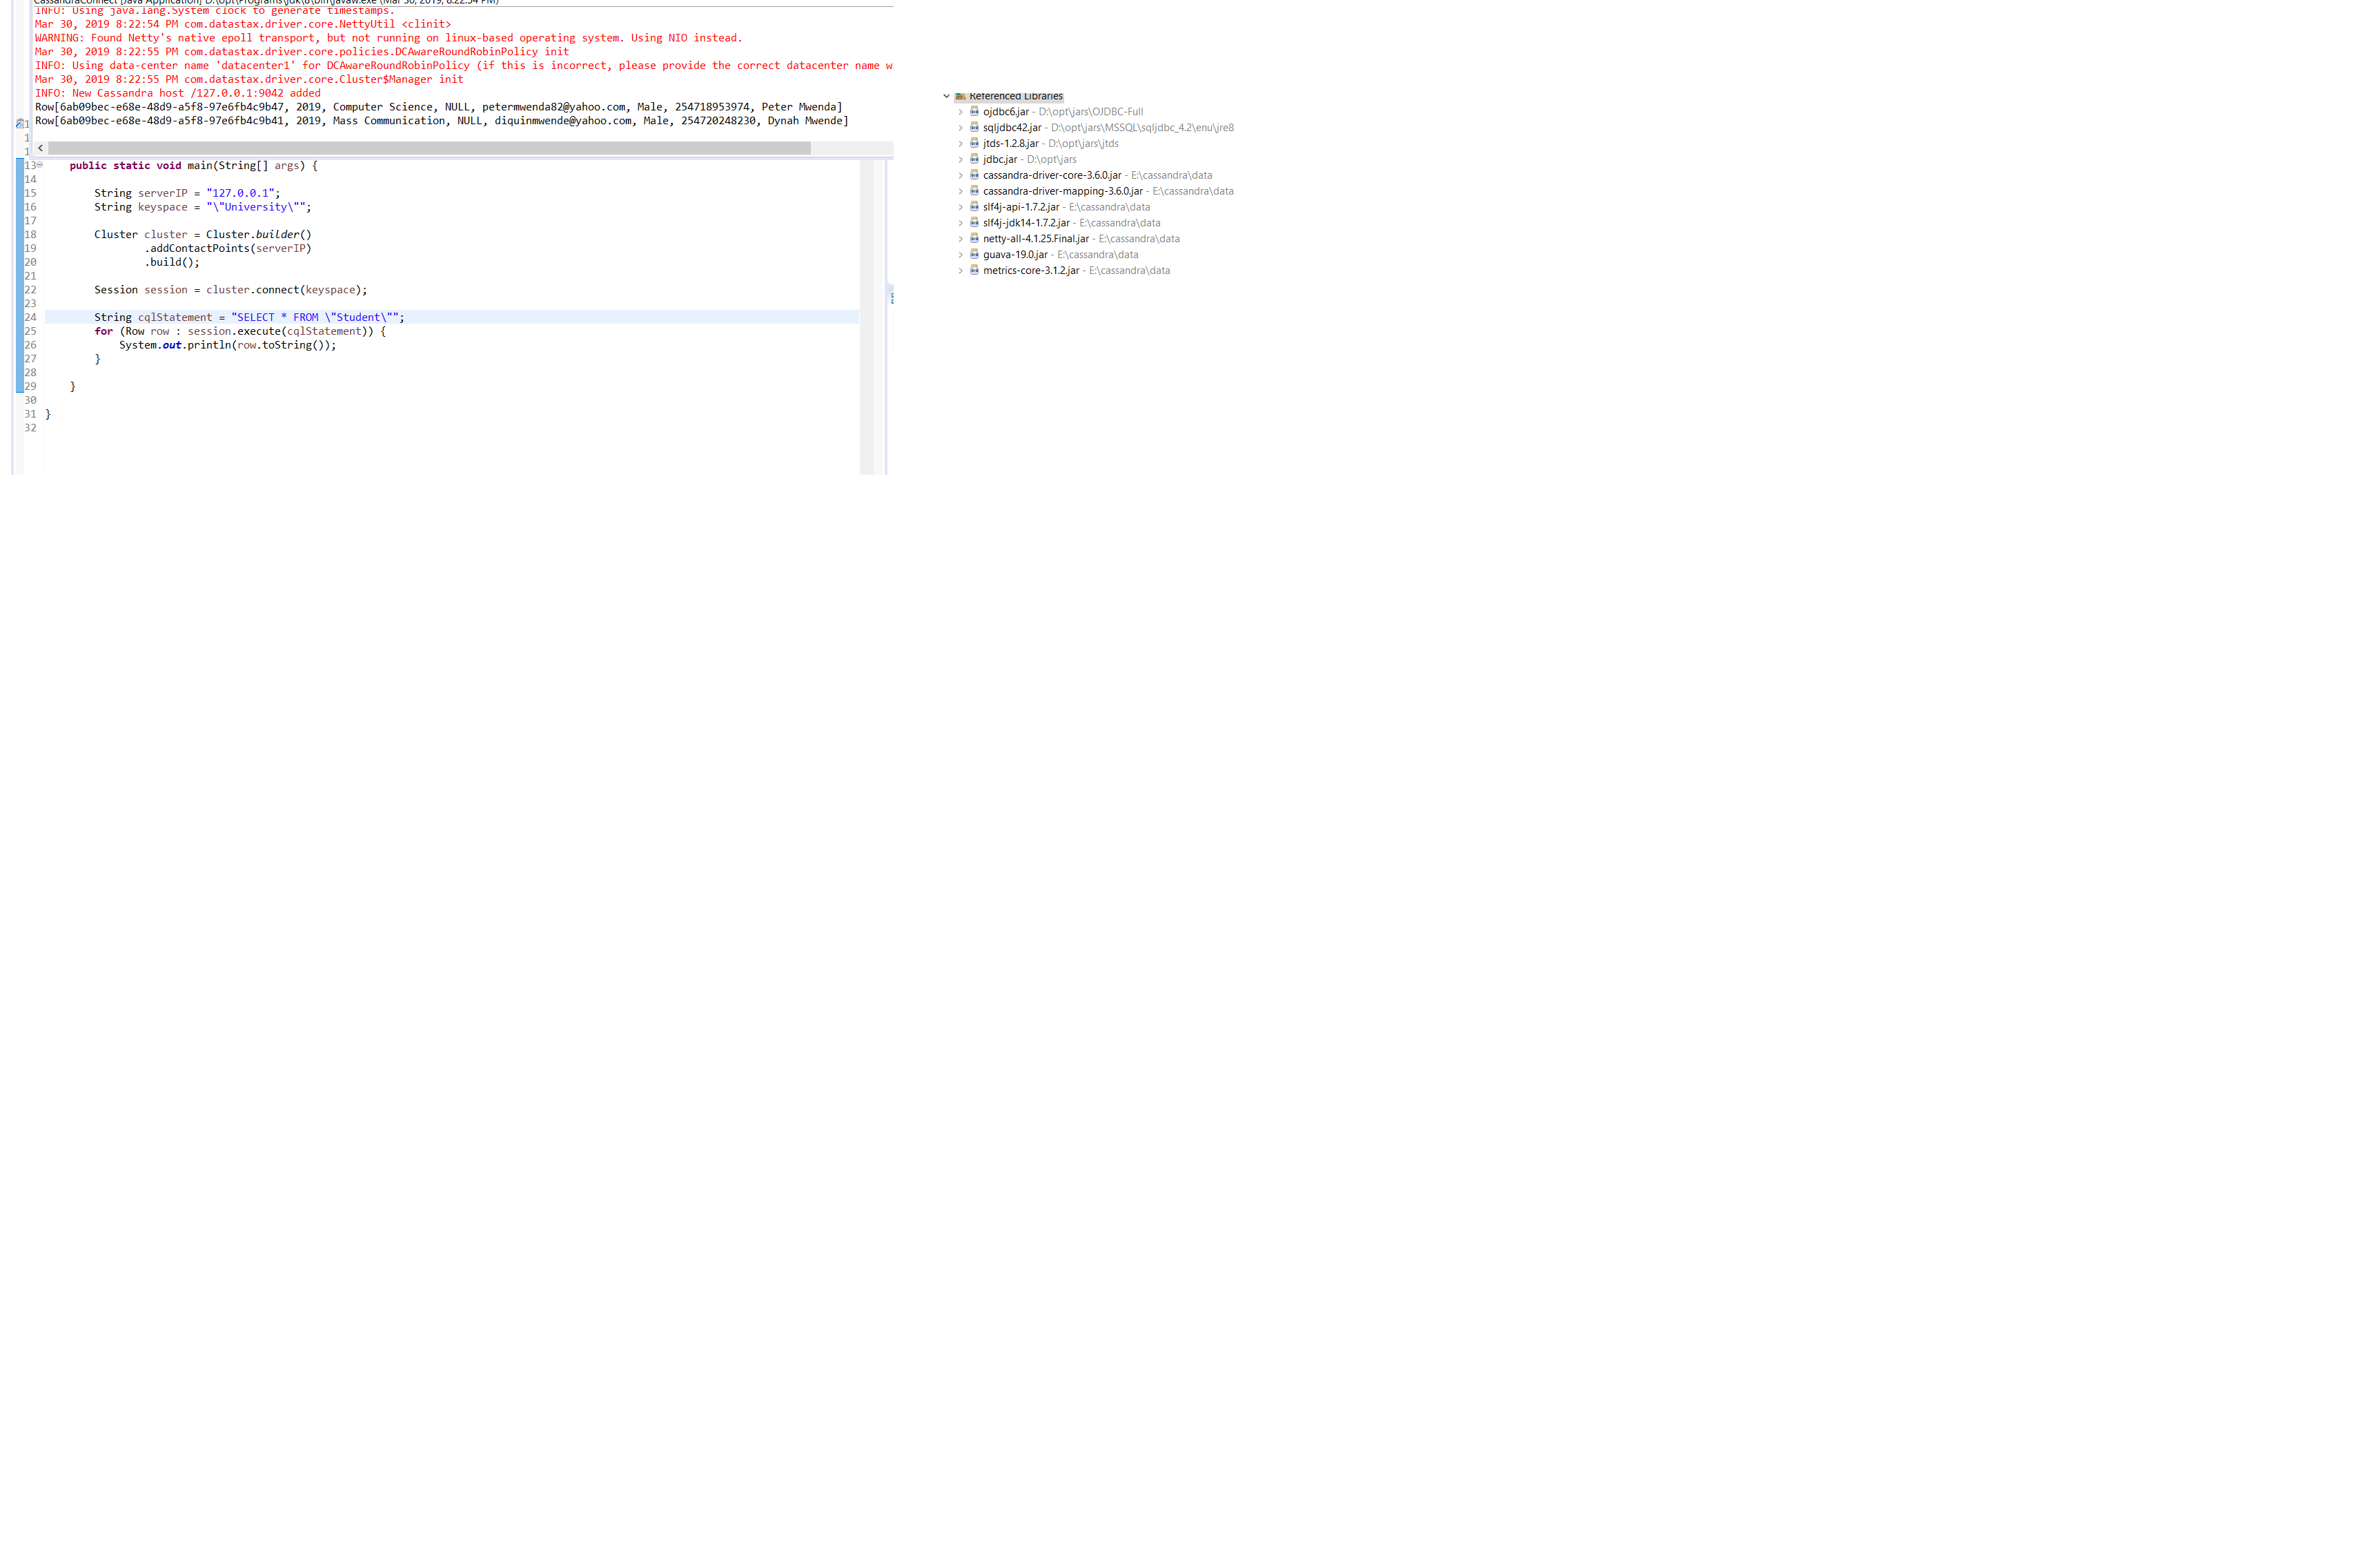 CassandraConnect [Java Application] D:\opt\Programs\jdk\8\bin\javaw.exe (Mar 30, 2019, 8:22:54 PM)
INFO: Using java.lang.System clock to generate timestamps.
Mar 30, 2019 8:22:54 PM com.datastax.driver.core.NettyUtil <clinit>
WARNING: Found Netty's native epoll transport, but not running on linux-based operating system. Using NIO instead.
Mar 30, 2019 8:22:55 PM com.datastax.driver.core.policies.DCAwareRoundRobinPolicy init
INFO: Using data-center name 'datacenter1' for DCAwareRoundRobinPolicy (if this is incorrect, please provide the correct datacenter name w
Mar 30, 2019 8:22:55 PM com.datastax.driver.core.Cluster$Manager init
INFO: New Cassandra host /127.0.0.1:9042 added
Row[6ab09bec-e68e-48d9-a5f8-97e6fb4c9b47, 2019, Computer Science, NULL, petermwenda82@yahoo.com, Male, 254718953974, Peter Mwenda]
Row[6ab09bec-e68e-48d9-a5f8-97e6fb4c9b41, 2019, Mass Communication, NULL, diquinmwende@yahoo.com, Male, 254720248230, Dynah Mwende]
1
1
1
13 public static void main(String[] args) {
14
15 String serverIP = "127.0.0.1";
16 String keyspace = "\"University\"";
17
18 Cluster cluster = Cluster.builder()
19 .addContactPoints(serverIP)
20 .build();
21
22 Session session = cluster.connect(keyspace);
23
24 String cqlStatement = "SELECT * FROM \"Student\"";
25 for (Row row : session.execute(cqlStatement)) {
26 System.out.println(row.toString());
27 }
28
29 }
30
31 }
32
Referenced Libraries
ojdbc6.jar - D:\opt\jars\OJDBC-Full
sqljdbc42.jar - D:\opt\jars\MSSQL\sqljdbc_4.2\enu\jre8
jtds-1.2.8.jar - D:\opt\jars\jtds
jdbc.jar - D:\opt\jars
cassandra-driver-core-3.6.0.jar - E:\cassandra\data
cassandra-driver-mapping-3.6.0.jar - E:\cassandra\data
slf4j-api-1.7.2.jar - E:\cassandra\data
slf4j-jdk14-1.7.2.jar - E:\cassandra\data
netty-all-4.1.25.Final.jar - E:\cassandra\data
guava-19.0.jar - E:\cassandra\data
metrics-core-3.1.2.jar - E:\cassandra\data